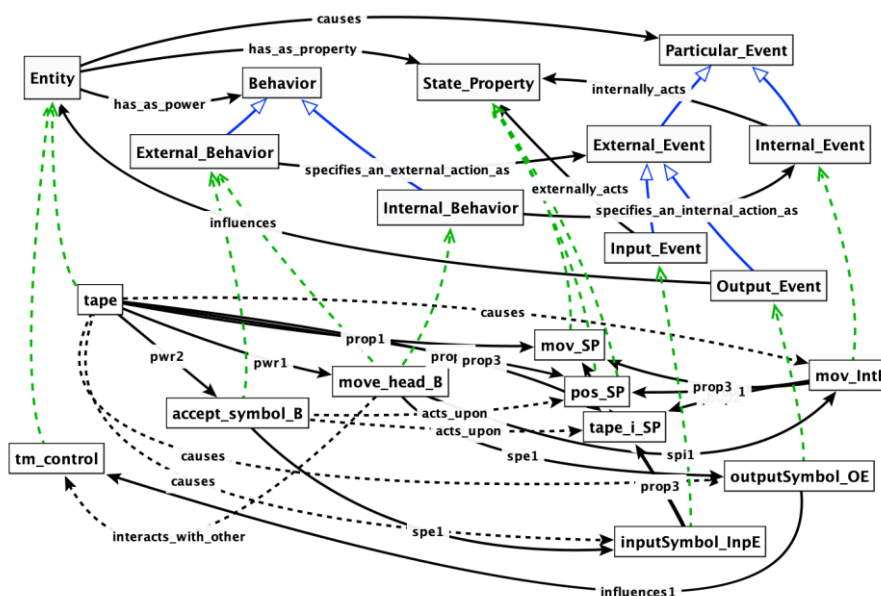 causes
Particular_Event
has_as_property
Entity
Behavior
State_Property
internally_acts
has_as_power
External_Behavior
External_Event
Internal_Event
specifies_an_external_action_as
externally_acts
Internal_Behavior
influences
specifies_an_internal_action_as
Input_Event
Output_Event
tape
causes
prop1
mov_SP
pwr2
prop3
pwr1
move_head_B
mov_IntE
prop3
pos_SP
accept_symbol_B
acts_upon
tape_i_SP
acts_upon
tm_control
causes
spi1
spe1
outputSymbol_OE
causes
prop3
spe1
interacts_with_other
inputSymbol_InpE
influences1